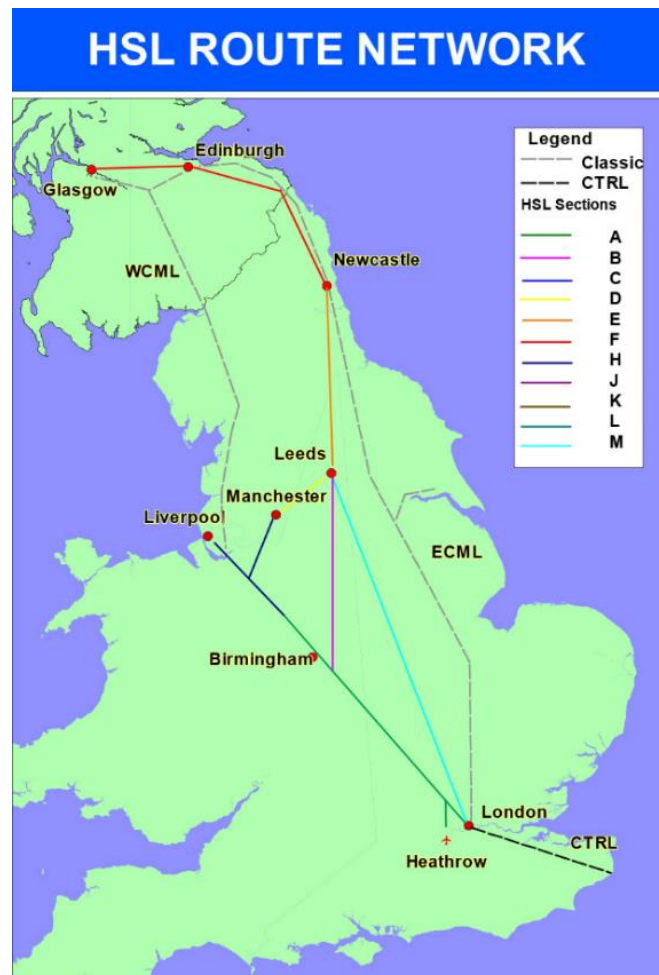 HSL ROUTE NETWORK
Legend
Classic
CTRL
HSL Sections
A
B
C
D
E
F
H
J
K
L
M
Edinburgh
Glasgow
WCML
Newcastle
Leeds
Manchester
Liverpool
ECML
Birmingham
London
CTRL
Heathrow